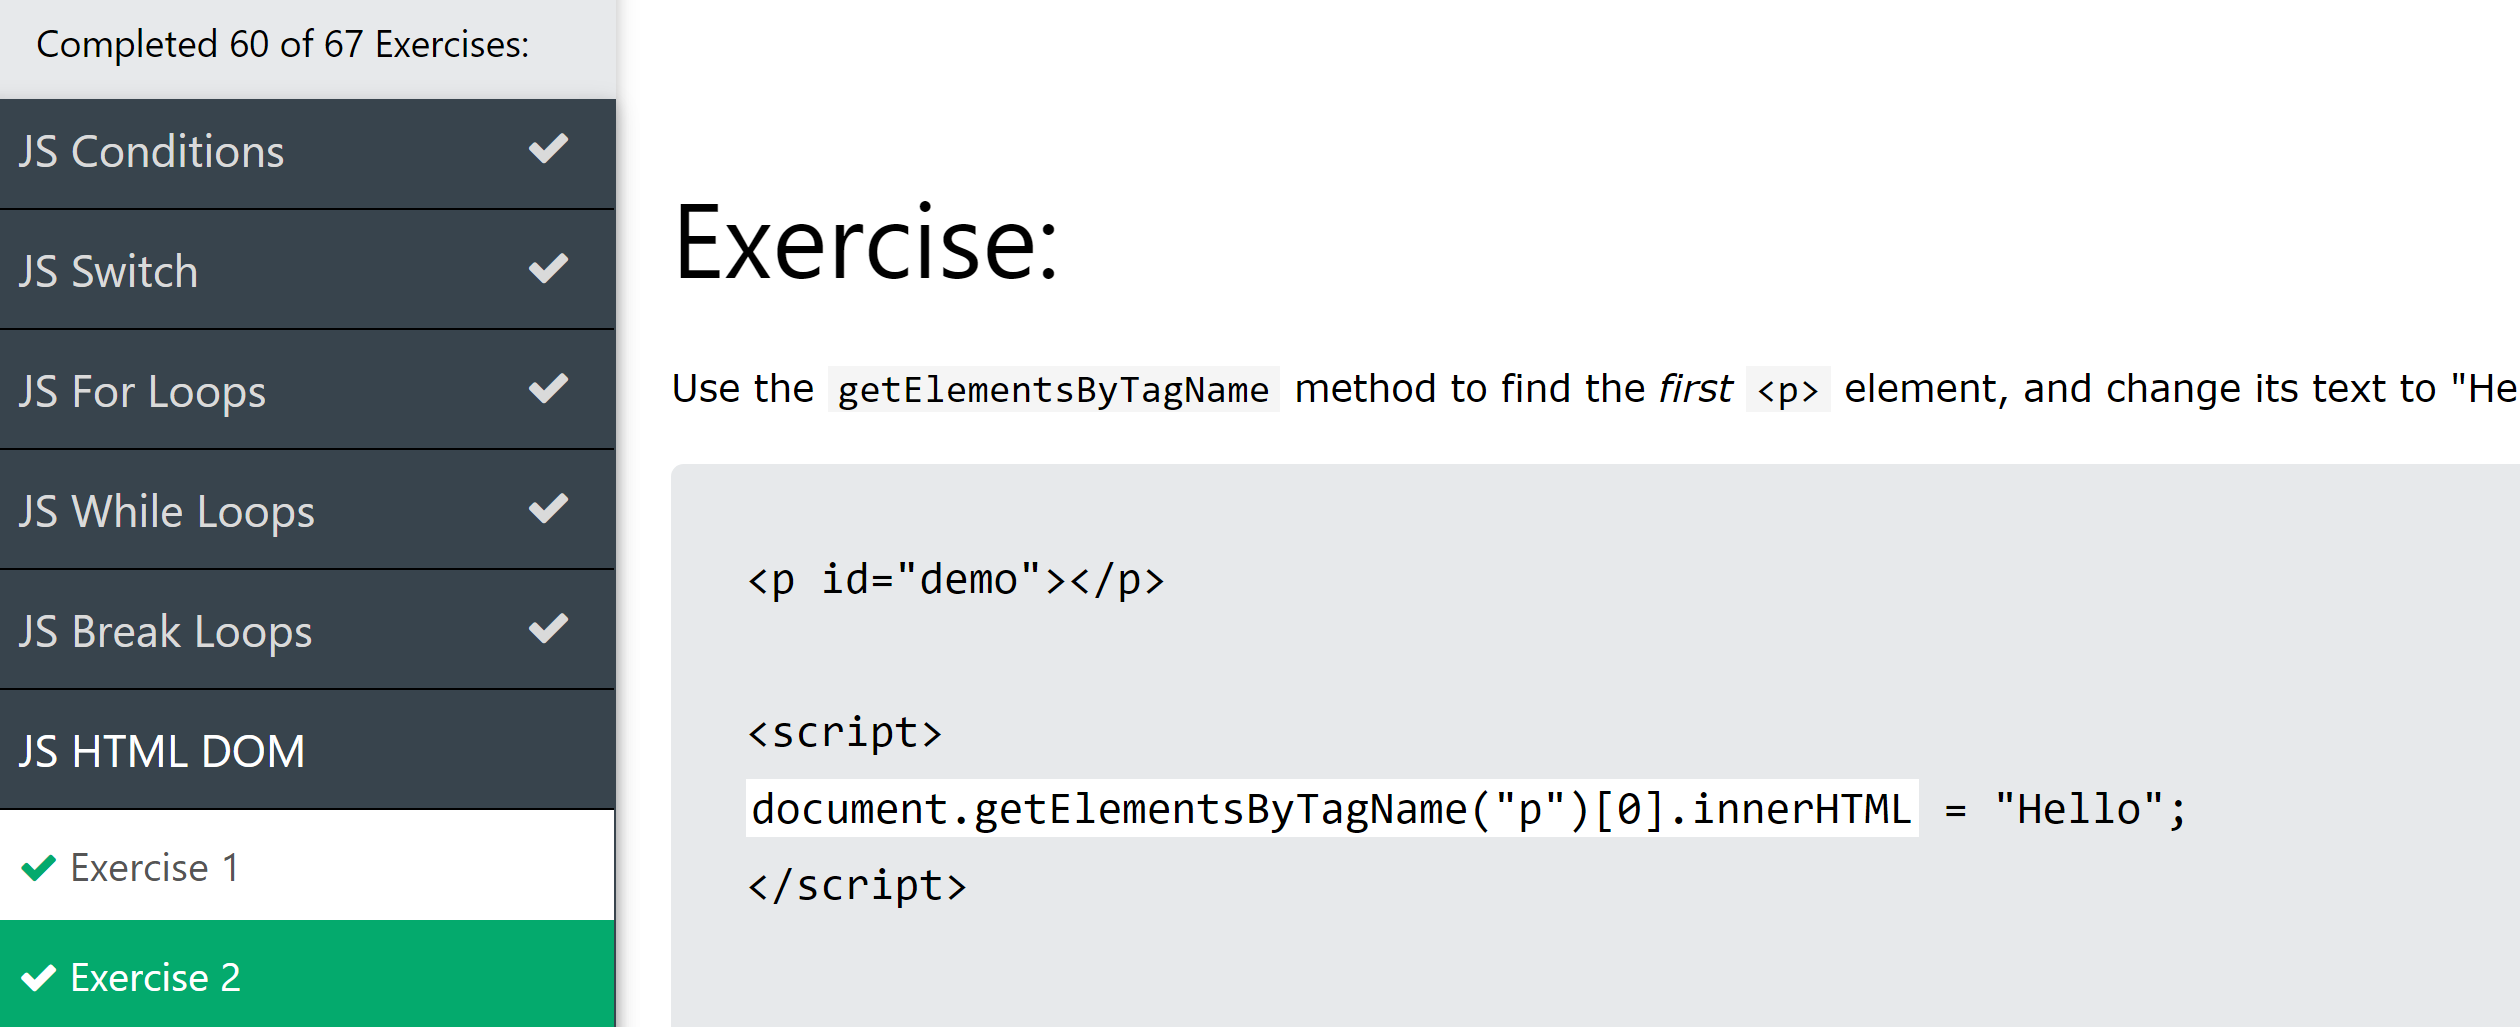 Completed 60 of 67 Exercises:
JS Conditions
JS Switch
JS For Loops
JS While Loops
JS Break Loops
JS HTML DOM
Exercise 1
Exercise 2
Exercise:
Use the getElementsByTagName method to find the first <p> element, and change its text to "He
<p id="demo"></p>
<script>
document.getElementsByTagName("p")[0].innerHTML = "Hello";
</script>